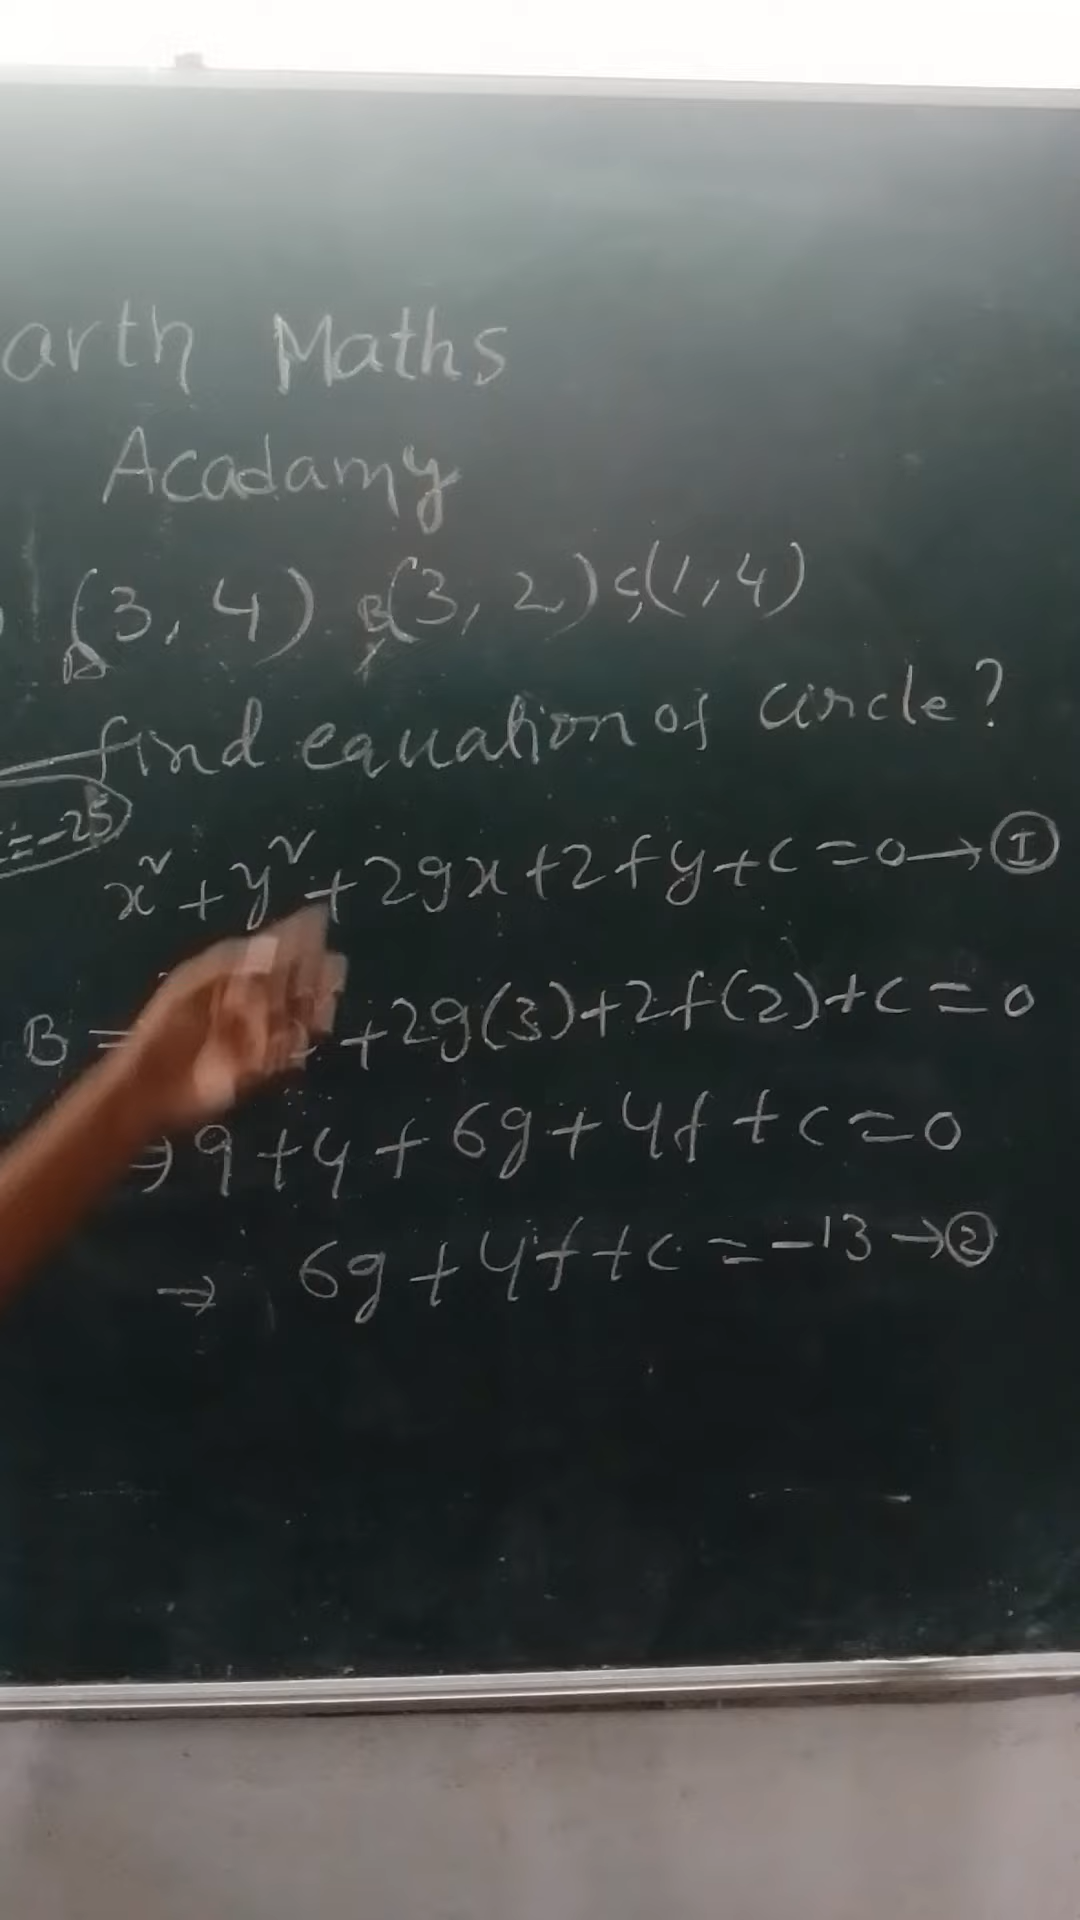 arth Maths
Acadamy
A(3, 4) B(3, 2), C(1, 4)
find equation of circle?
= -25
x² + y² + 2gx + 2fy + c = 0 → (I)
B = + 2g(3) + 2f(2) + c = 0
⇒ 9 + 4 + 6g + 4f + c = 0
→ 6g + 4f + c = -13 → (2)